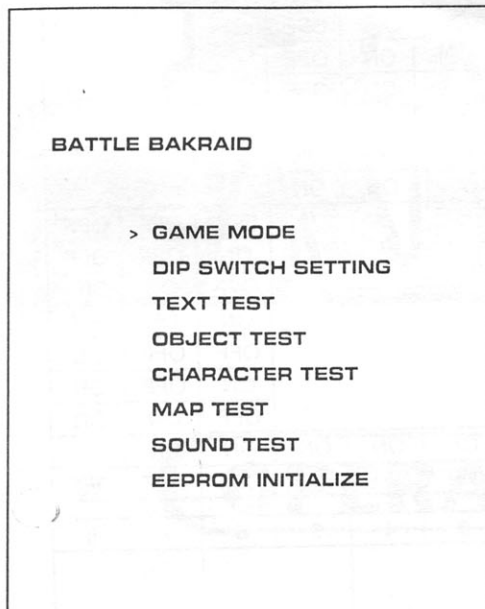 BATTLE BAKRAID
> GAME MODE
DIP SWITCH SETTING
TEXT TEST
OBJECT TEST
CHARACTER TEST
MAP TEST
SOUND TEST
EEPROM INITIALIZE